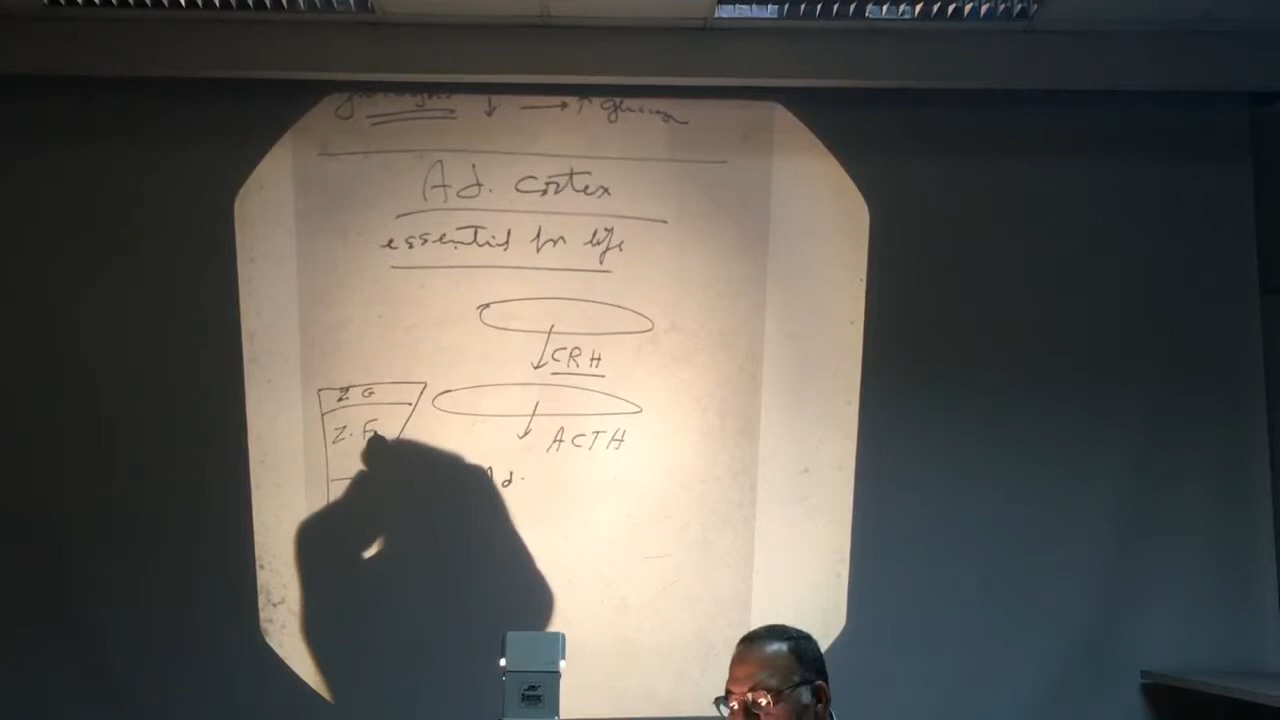 ↓ → ↑ glucose
Ad. cortex
essential for life
CRH
Z G
Z. F
ACTH
Ad.